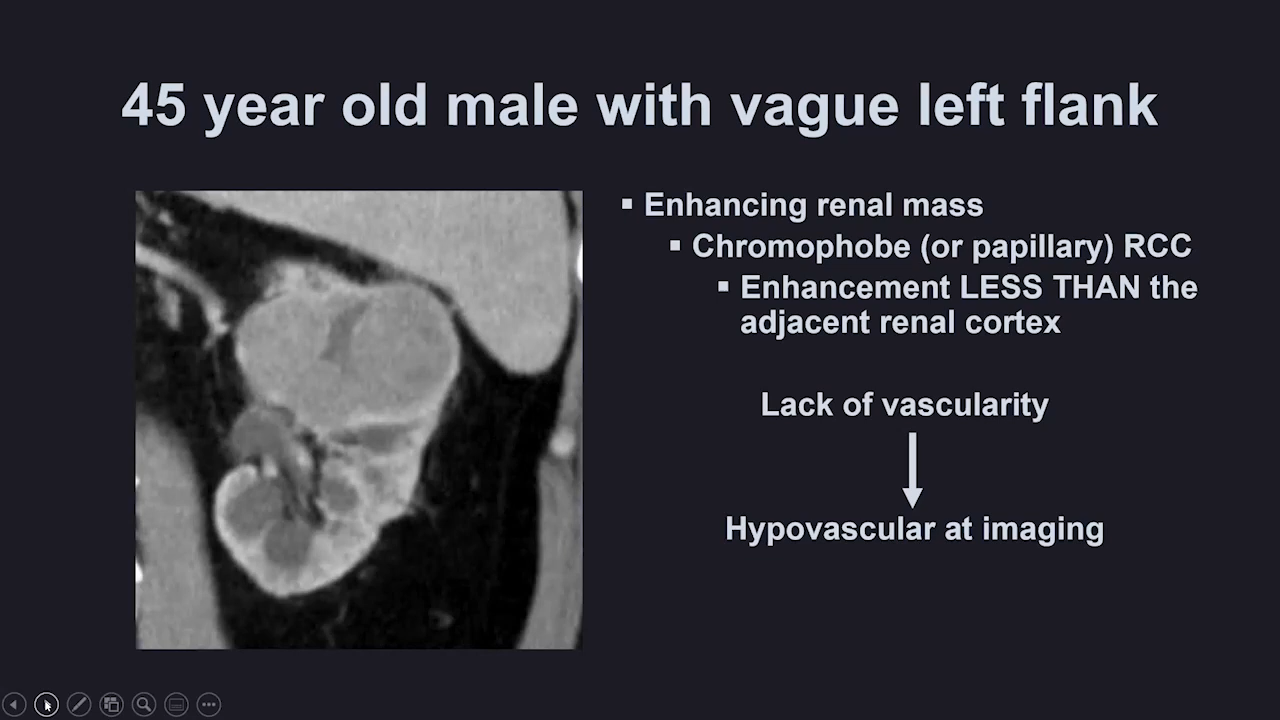 45 year old male with vague left flank
▪ Enhancing renal mass
▪ Chromophobe (or papillary) RCC
▪ Enhancement LESS THAN the
adjacent renal cortex
Lack of vascularity
Hypovascular at imaging